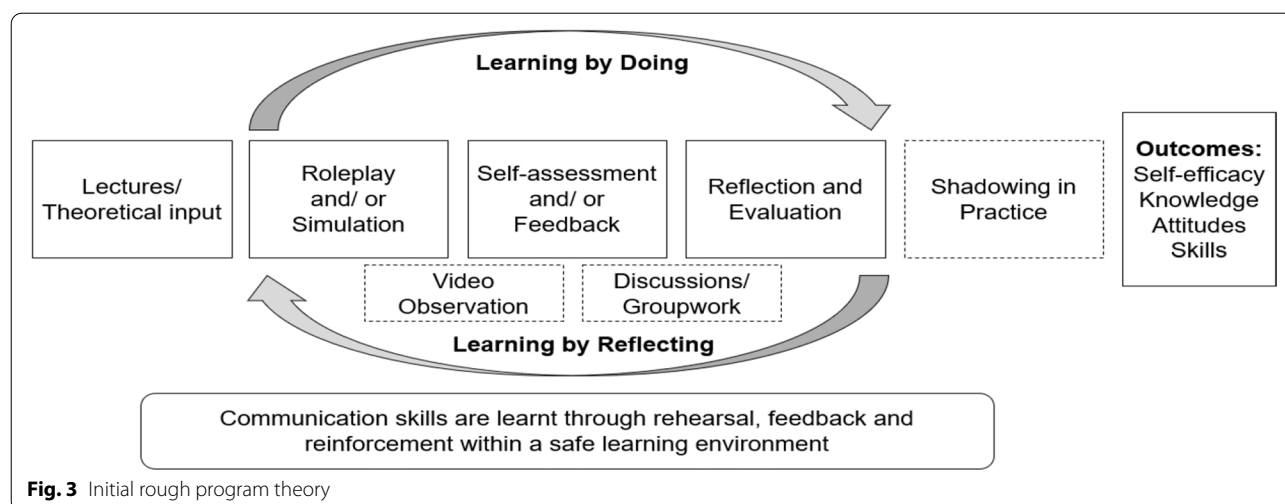 Learning by Doing
Lectures/
Theoretical input
Roleplay
and/ or
Simulation
Self-assessment
and/ or
Feedback
Reflection and
Evaluation
Shadowing in
Practice
Outcomes:
Self-efficacy
Knowledge
Attitudes
Skills
Video
Observation
Discussions/
Groupwork
Learning by Reflecting
Communication skills are learnt through rehearsal, feedback and
reinforcement within a safe learning environment
Fig. 3 Initial rough program theory